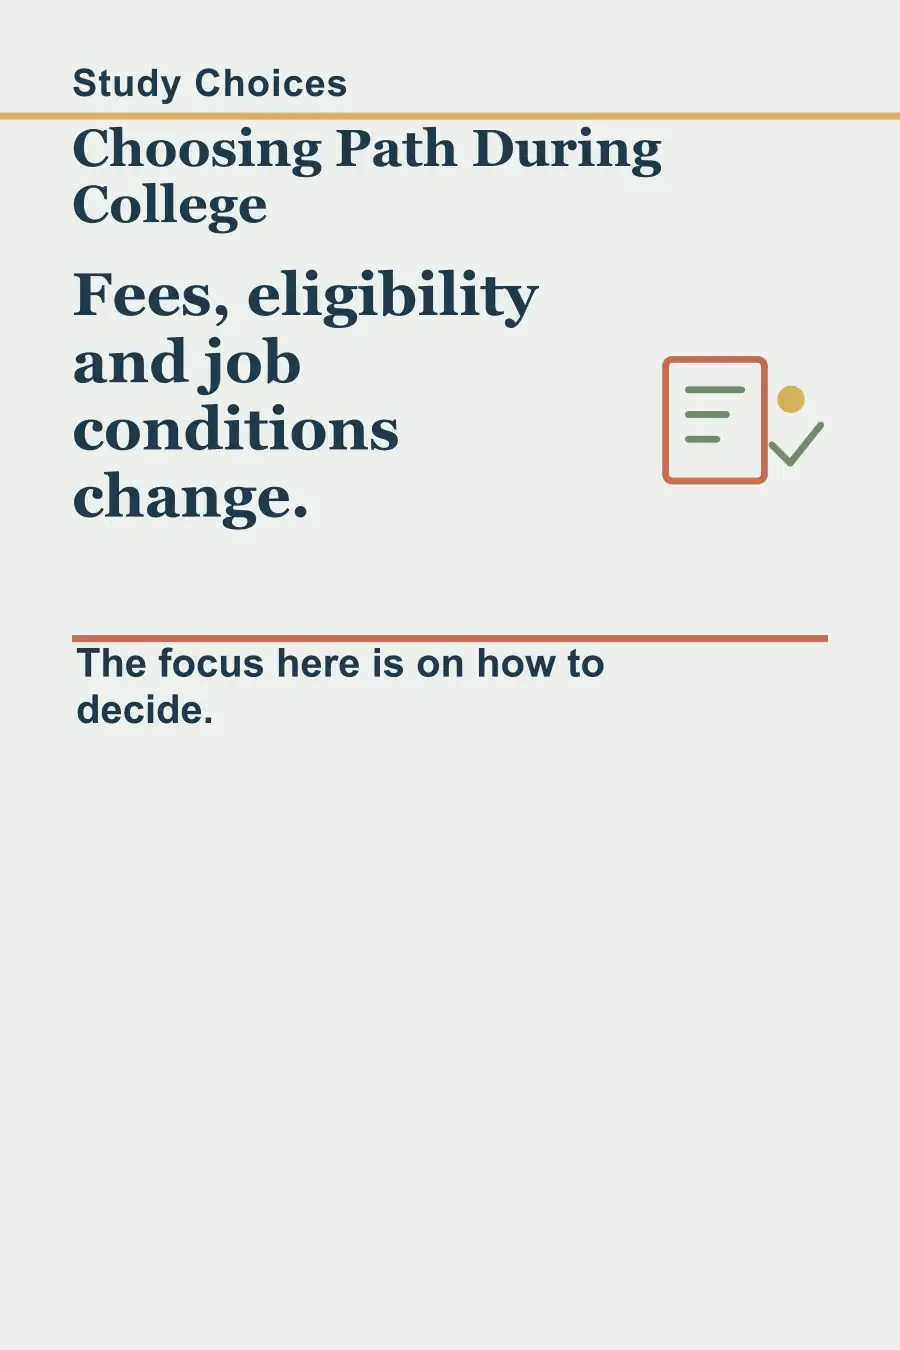 Study Choices
Choosing Path During
College
Fees, eligibility
and job
conditions
change.
The focus here is on how to
decide.